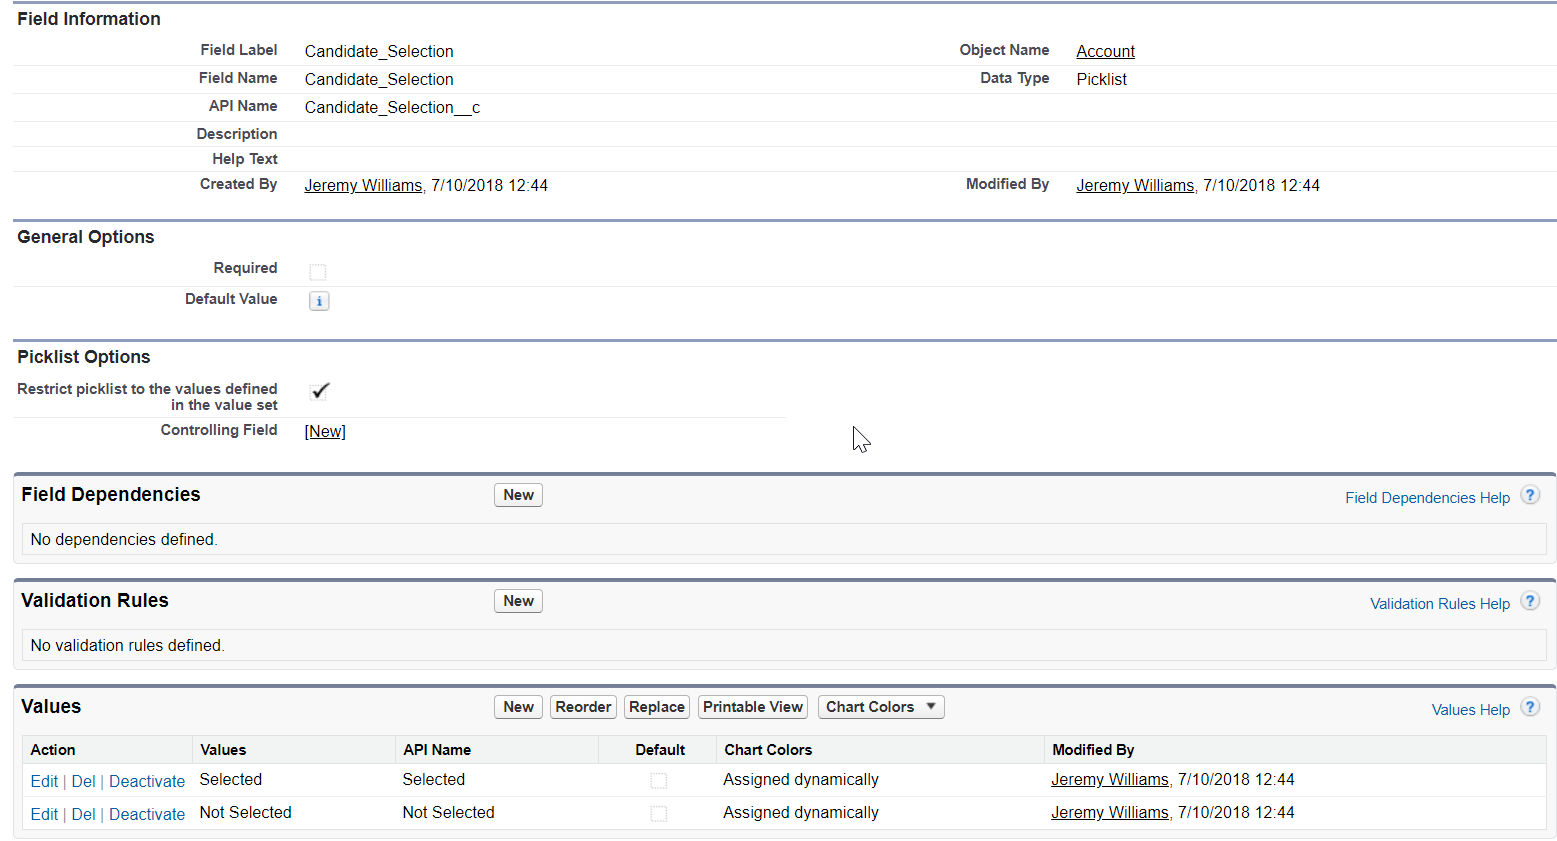 Field Information
Field Label Candidate_Selection Object Name Account
Field Name Candidate_Selection Data Type Picklist
API Name Candidate_Selection__c
Description
Help Text
Created By Jeremy Williams, 7/10/2018 12:44 Modified By Jeremy Williams, 7/10/2018 12:44
General Options
Required
Default Value i
Picklist Options
Restrict picklist to the values defined
in the value set
Controlling Field [New]
Field Dependencies New Field Dependencies Help ?
No dependencies defined.
Validation Rules New Validation Rules Help ?
No validation rules defined.
Values New Reorder Replace Printable View Chart Colors Values Help ?
Action Values API Name Default Chart Colors Modified By
Edit | Del | Deactivate Selected Selected Assigned dynamically Jeremy Williams, 7/10/2018 12:44
Edit | Del | Deactivate Not Selected Not Selected Assigned dynamically Jeremy Williams, 7/10/2018 12:44